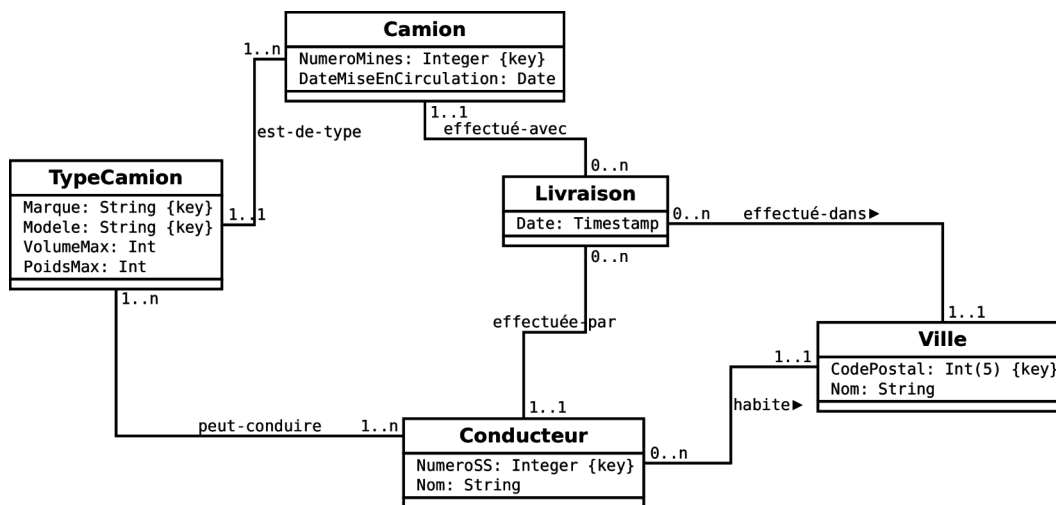 Camion
NumeroMines: Integer {key}
DateMiseEnCirculation: Date
1..n
1..1
est-de-type
effectué-avec
0..n
TypeCamion
Marque: String {key}
Modele: String {key}
VolumeMax: Int
PoidsMax: Int
1..1
1..n
Livraison
Date: Timestamp
0..n
effectué-dans►
0..n
effectuée-par
1..1
Ville
CodePostal: Int(5) {key}
Nom: String
1..1
habite►
peut-conduire
1..n
1..1
Conducteur
NumeroSS: Integer {key}
Nom: String
0..n